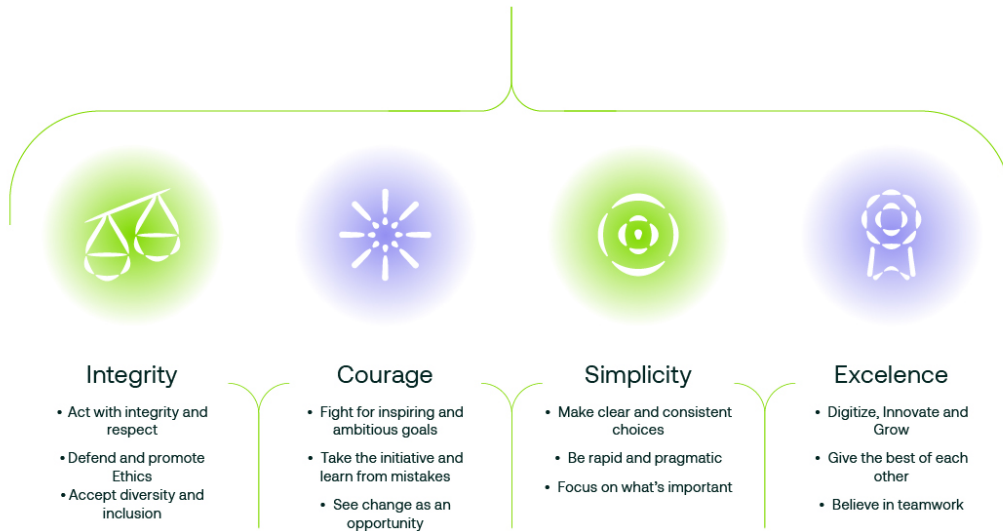 Integrity
• Act with integrity and
respect
• Defend and promote
Ethics
• Accept diversity and
inclusion
Courage
• Fight for inspiring and
ambitious goals
• Take the initiative and
learn from mistakes
• See change as an
opportunity
Simplicity
• Make clear and consistent
choices
• Be rapid and pragmatic
• Focus on what's important
Excelence
• Digitize, Innovate and
Grow
• Give the best of each
other
• Believe in teamwork